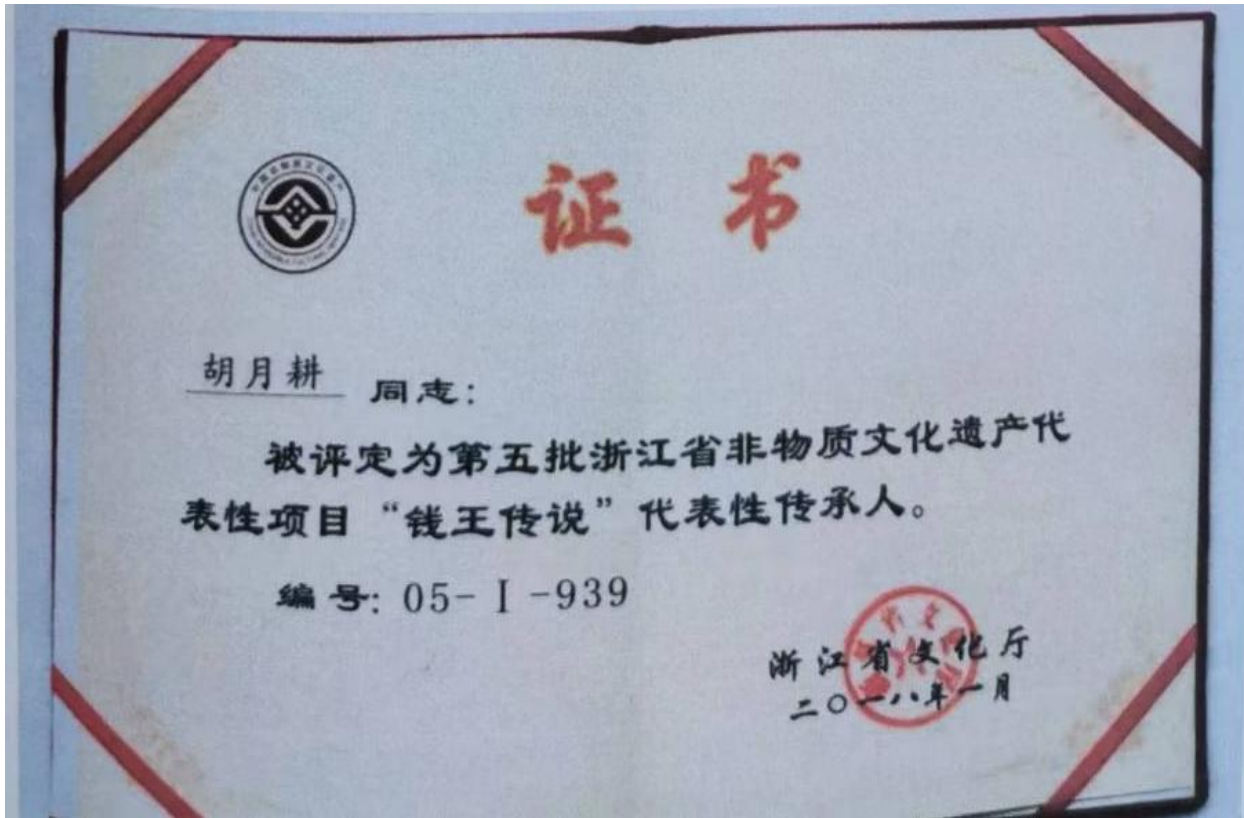 证书
胡月耕 同志：
被评定为第五批浙江省非物质文化遗产代
表性项目“钱王传说”代表性传承人。
编号：05-Ⅰ-939
浙江省文化厅
二〇一八年一月